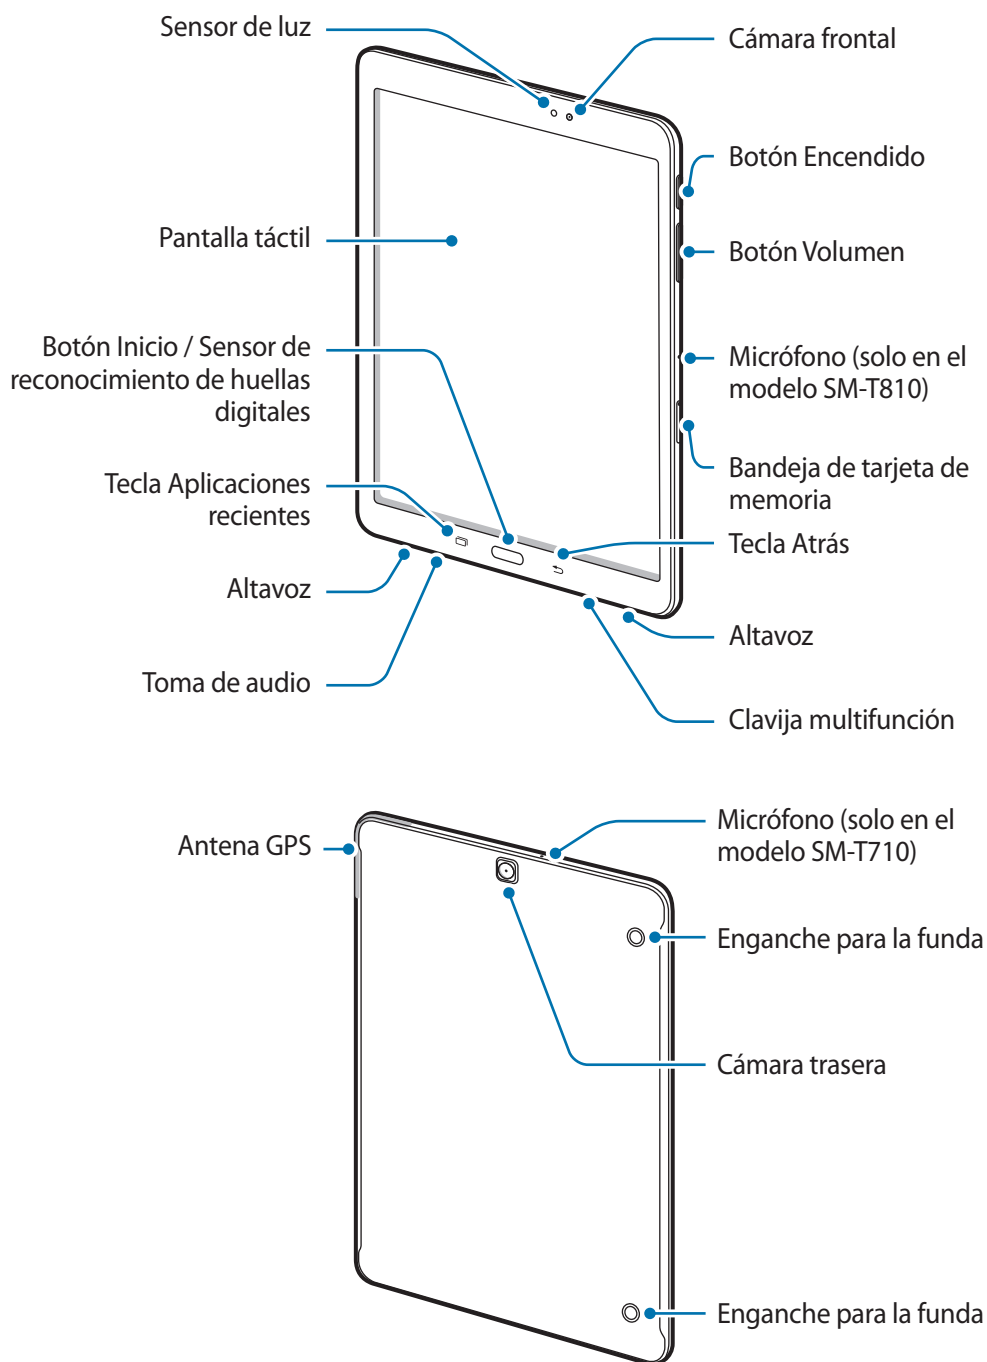 Sensor de luz
Cámara frontal
Botón Encendido
Pantalla táctil
Botón Volumen
Botón Inicio / Sensor de
reconocimiento de huellas
digitales
Micrófono (solo en el
modelo SM-T810)
Bandeja de tarjeta de
memoria
Tecla Aplicaciones
recientes
Tecla Atrás
Altavoz
Altavoz
Toma de audio
Clavija multifunción
Antena GPS
Micrófono (solo en el
modelo SM-T710)
Enganche para la funda
Cámara trasera
Enganche para la funda